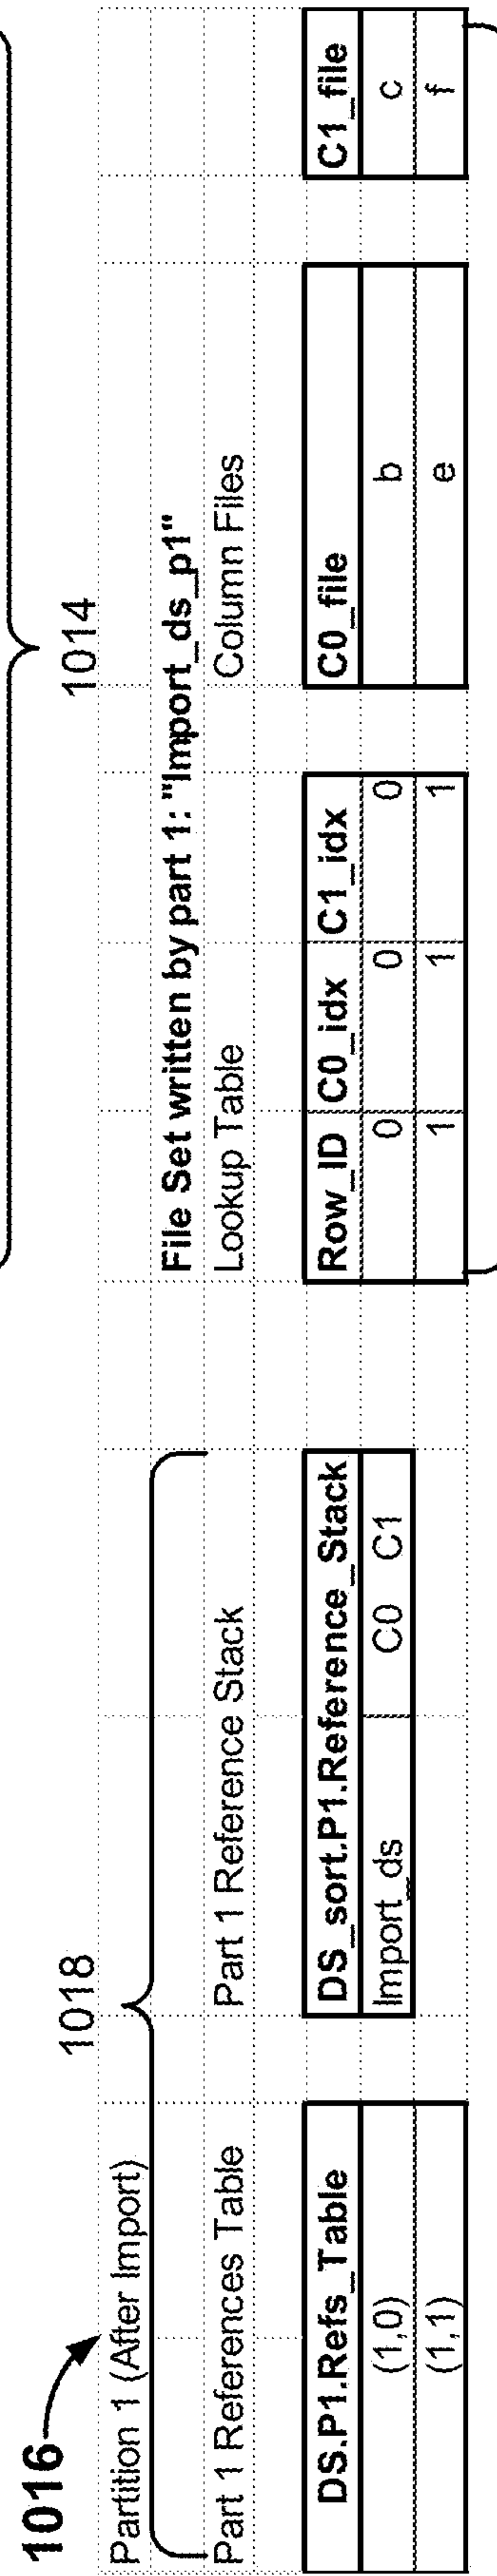 1014
1016
1018
Partition 1 (After Import)
File Set written by part 1: "Import_ds_p1"
Part 1 References Table Part 1 Reference Stack Lookup Table Column Files
DS.P1.Refs_Table DS_sort.P1.Reference_Stack Row_ID C0_idx C1_idx C0_file C1_file
(1,0) Import_ds C0 C1 0 0 0 b c
(1,1) 1 1 1 e f